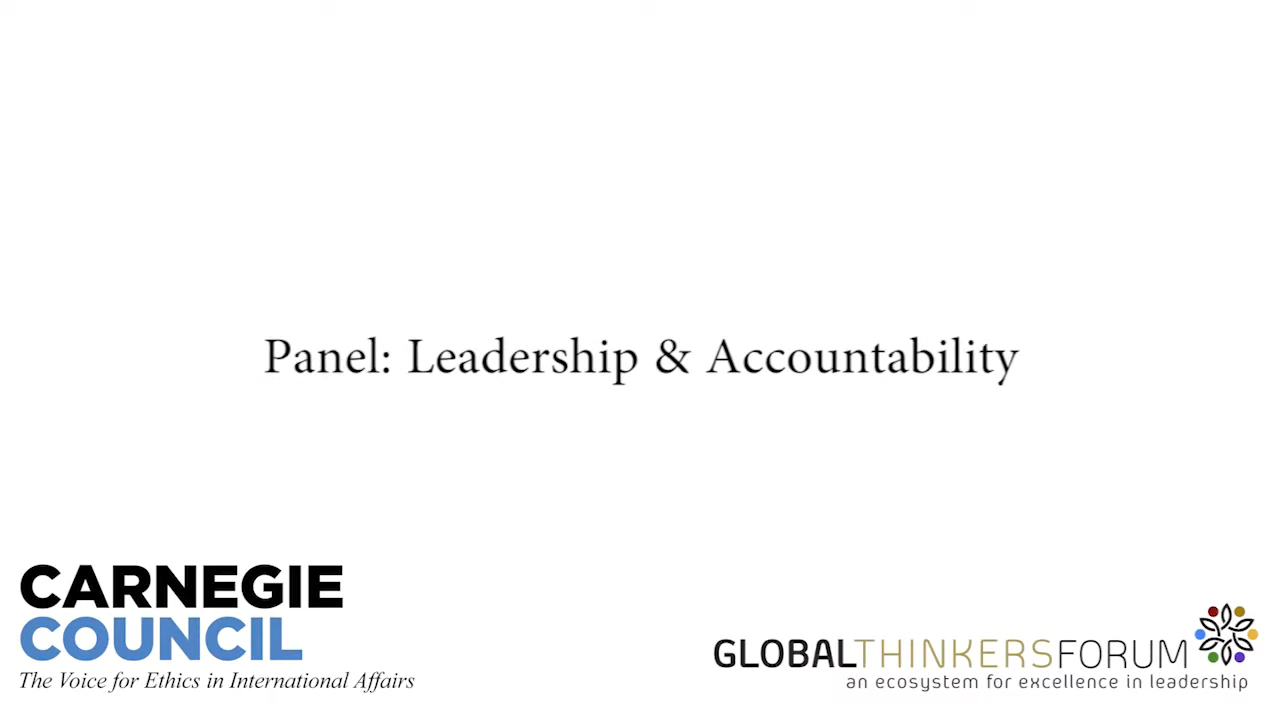 Panel: Leadership & Accountability
CARNEGIE
COUNCIL
The Voice for Ethics in International Affairs
GLOBALTHINKERSFORUM
an ecosystem for excellence in leadership